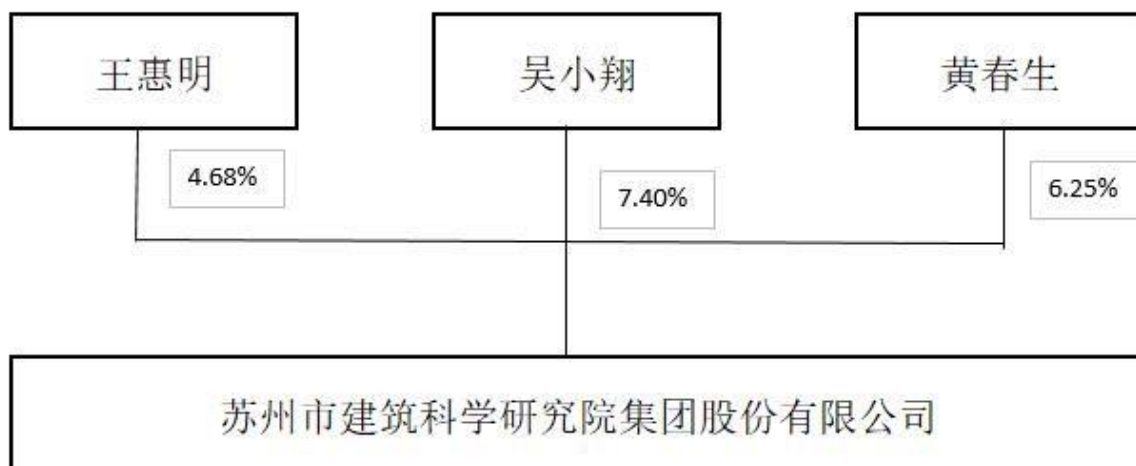 王惠明
吴小翔
黄春生
4.68%
7.40%
6.25%
苏州市建筑科学研究院集团股份有限公司